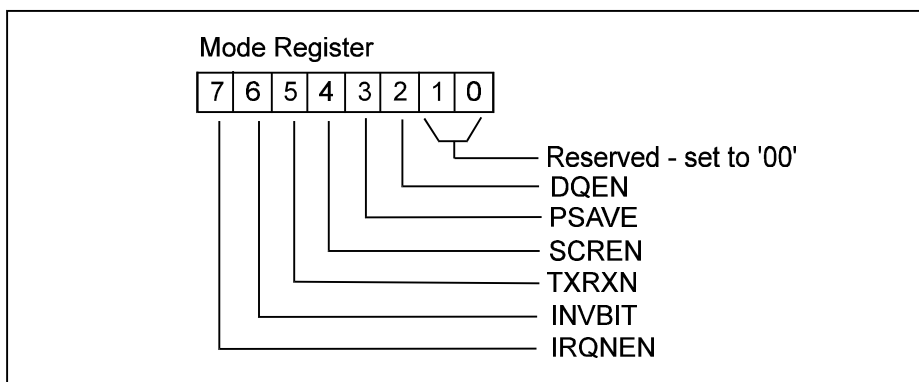 Mode Register
7 6 5 4 3 2 1 0
Reserved - set to '00'
DQEN
PSAVE
SCREN
TXRXN
INVBIT
IRQNEN